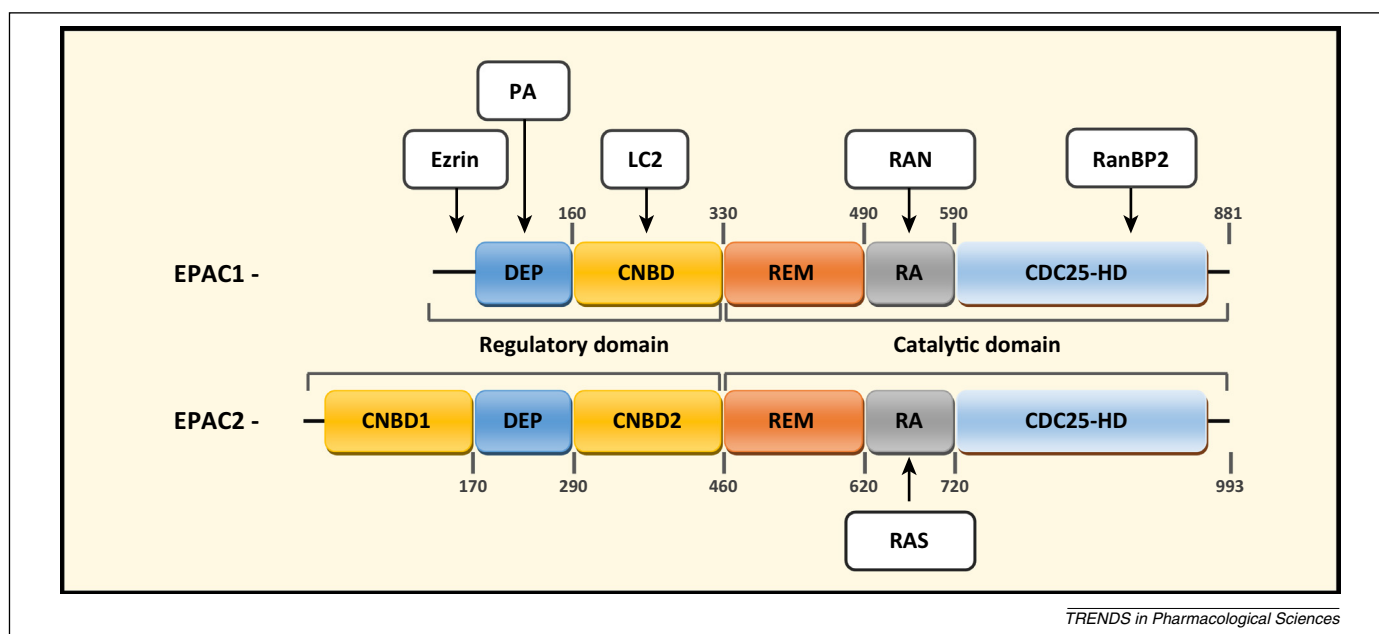 PA
Ezrin
LC2
RAN
RanBP2
160
330
490
590
881
EPAC1 -
DEP
CNBD
REM
RA
CDC25-HD
Regulatory domain
Catalytic domain
EPAC2 -
CNBD1
DEP
CNBD2
REM
RA
CDC25-HD
170
290
460
620
720
993
RAS
TRENDS in Pharmacological Sciences